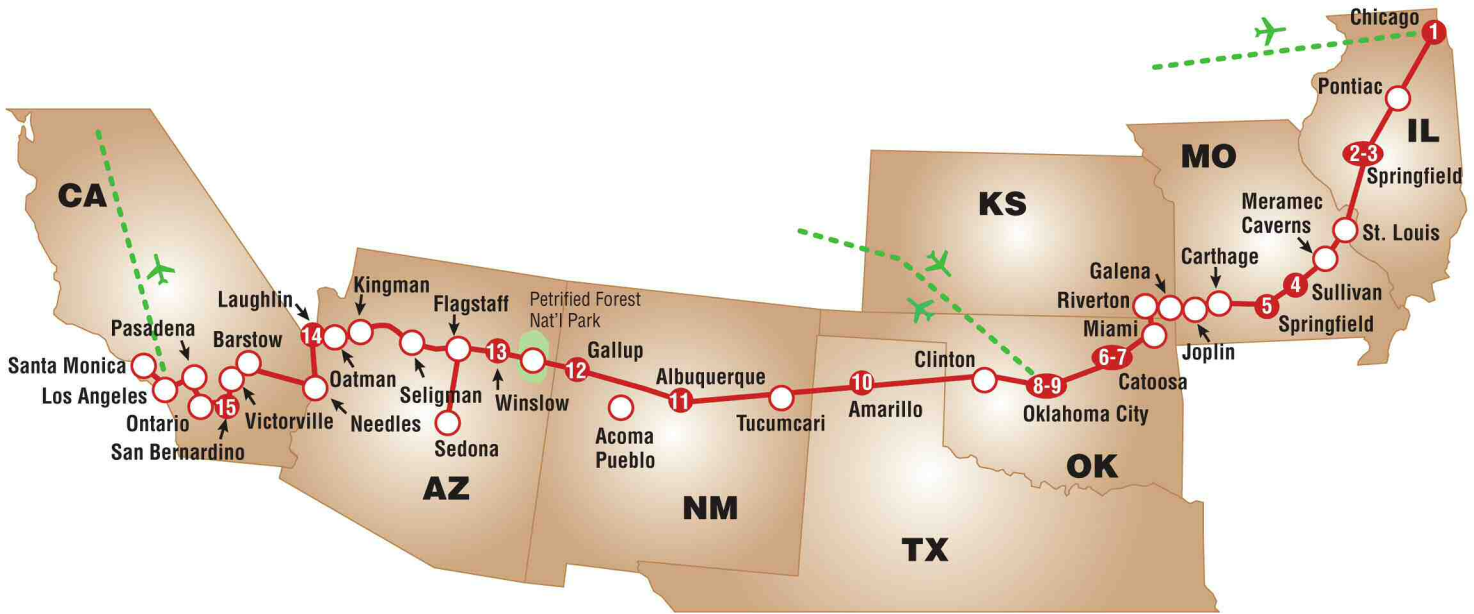 Chicago
1
Pontiac
IL
2-3
Springfield
MO
Meramec
Caverns
St. Louis
KS
CA
Galena
Carthage
Riverton
4
Sullivan
5
Springfield
Miami
Joplin
6-7
Catoosa
Clinton
8-9
Oklahoma City
OK
10
Amarillo
TX
Tucumcari
Albuquerque
11
Acoma
Pueblo
NM
Gallup
12
Petrified Forest
Nat'l Park
13
Winslow
Flagstaff
Sedona
AZ
Seligman
Kingman
Oatman
Laughlin
14
Needles
Barstow
Victorville
15
San Bernardino
Ontario
Pasadena
Los Angeles
Santa Monica